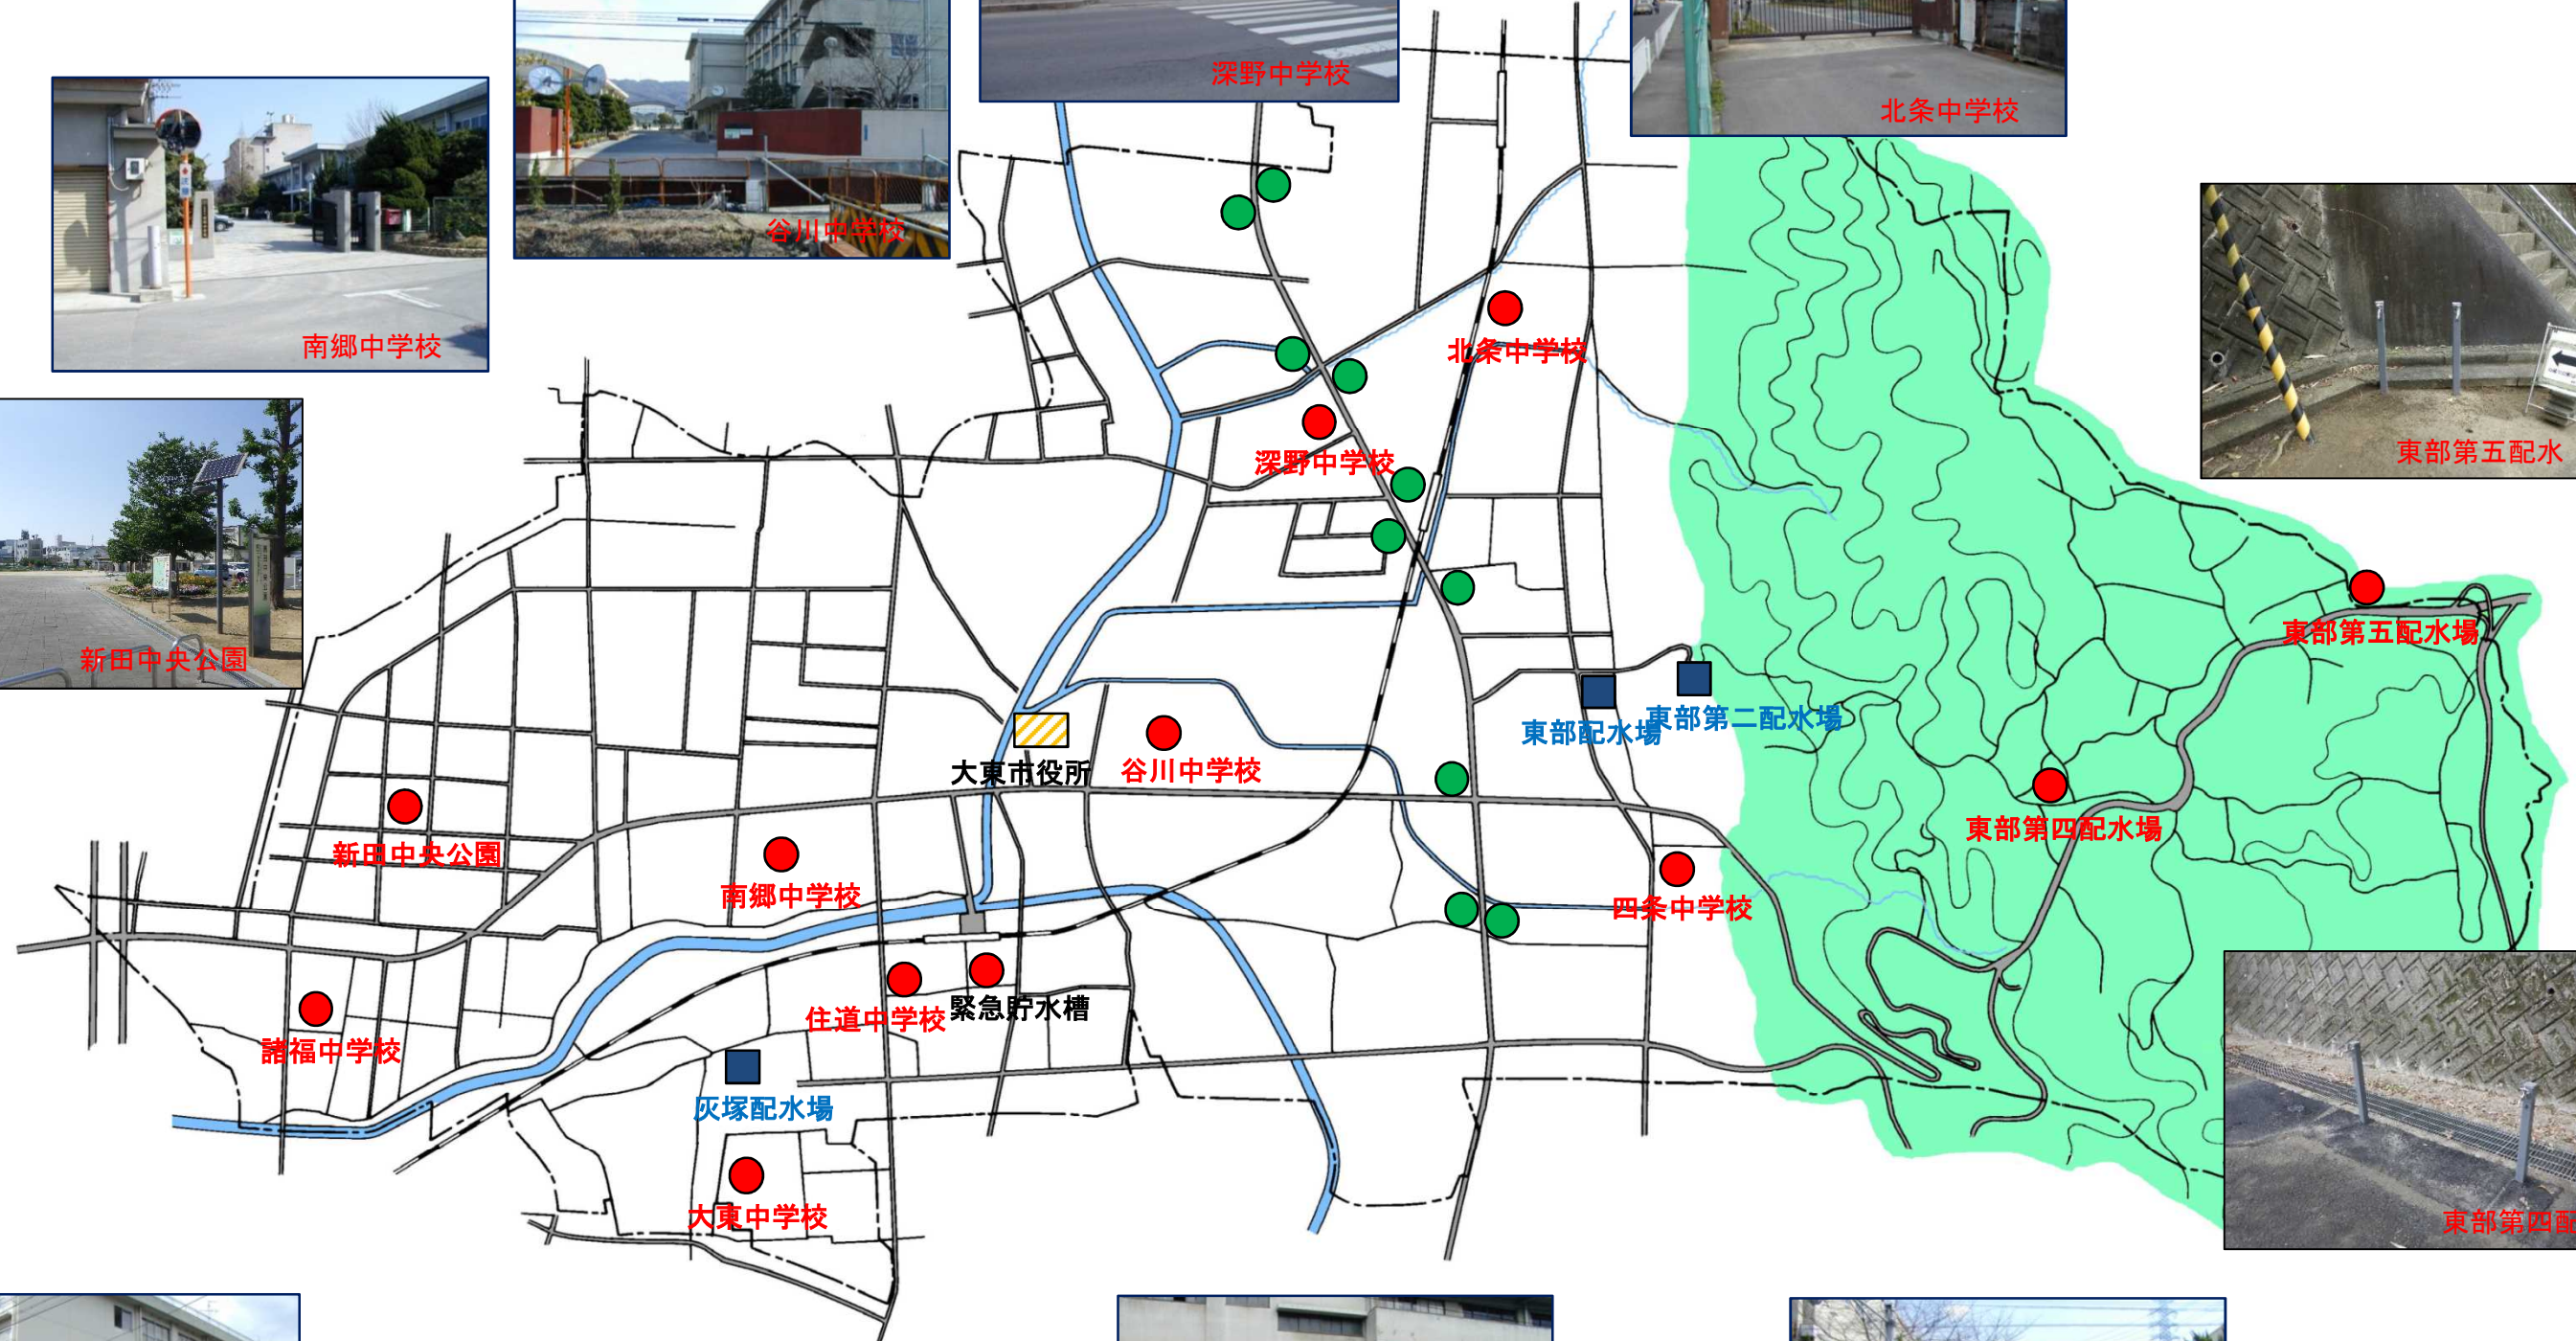 深野中学校
北条中学校
谷川中学校
南郷中学校
東部第五配水
新田中央公園
北条中学校
深野中学校
東部第五配水場
東部第二配水場
東部配水場
大東市役所
谷川中学校
東部第四配水場
新田中央公園
南郷中学校
四条中学校
住道中学校
緊急貯水槽
諸福中学校
灰塚配水場
大東中学校
東部第四配